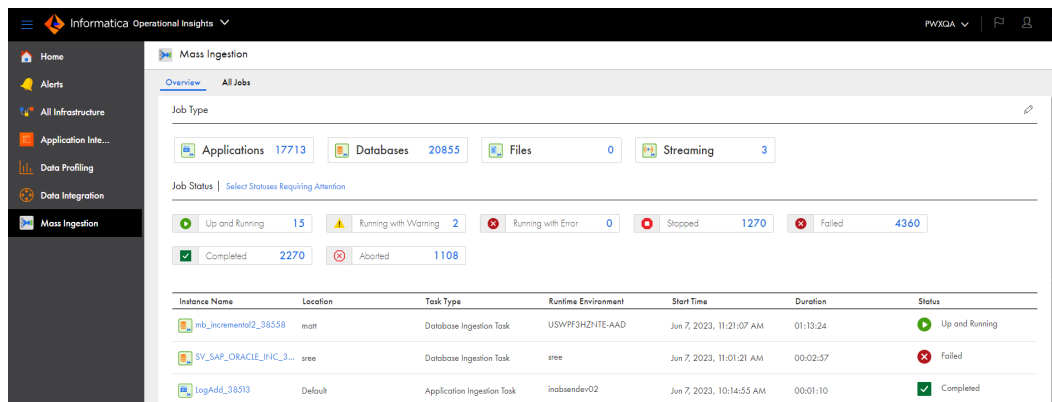 Informatica Operational Insights PWXQA
Home
Alerts
All Infrastructure
Application Inte...
Data Profiling
Data Integration
Mass Ingestion
Mass Ingestion
Overview All Jobs
Job Type
Applications 17713 Databases 20855 Files 0 Streaming 3
Job Status | Select Statuses Requiring Attention
Up and Running 15 Running with Warning 2 Running with Error 0 Stopped 1270 Failed 4360
Completed 2270 Aborted 1108
Instance Name Location Task Type Runtime Environment Start Time Duration Status
mb_incremental2_38558 matt Database Ingestion Task USWPF3HZNTE-AAD Jun 7, 2023, 11:21:07 AM 01:13:24 Up and Running
SV_SAP_ORACLE_INC_3... sree Database Ingestion Task sree Jun 7, 2023, 11:01:21 AM 00:02:57 Failed
LogAdd_38513 Default Application Ingestion Task inabsendev02 Jun 7, 2023, 10:14:55 AM 00:01:10 Completed